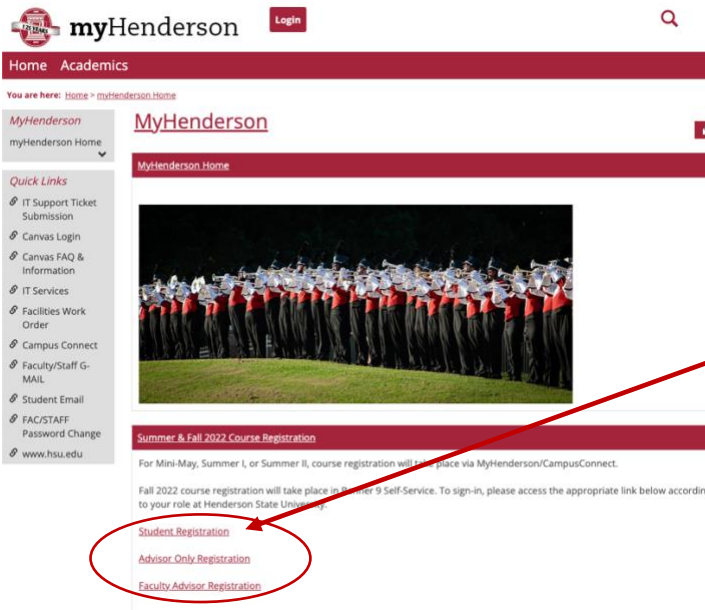 125 YEARS
myHenderson
Login
Home Academics
You are here: Home > myHenderson Home
MyHenderson
myHenderson Home
Quick Links
IT Support Ticket
Submission
Canvas Login
Canvas FAQ &
Information
IT Services
Facilities Work
Order
Campus Connect
Faculty/Staff G-
MAIL
Student Email
FAC/STAFF
Password Change
www.hsu.edu
MyHenderson
MyHenderson Home
Summer & Fall 2022 Course Registration
For Mini-May, Summer I, or Summer II, course registration will take place via MyHenderson/CampusConnect.
Fall 2022 course registration will take place in Banner 9 Self-Service. To sign-in, please access the appropriate link below accordin
to your role at Henderson State University.
Student Registration
Advisor Only Registration
Faculty Advisor Registration